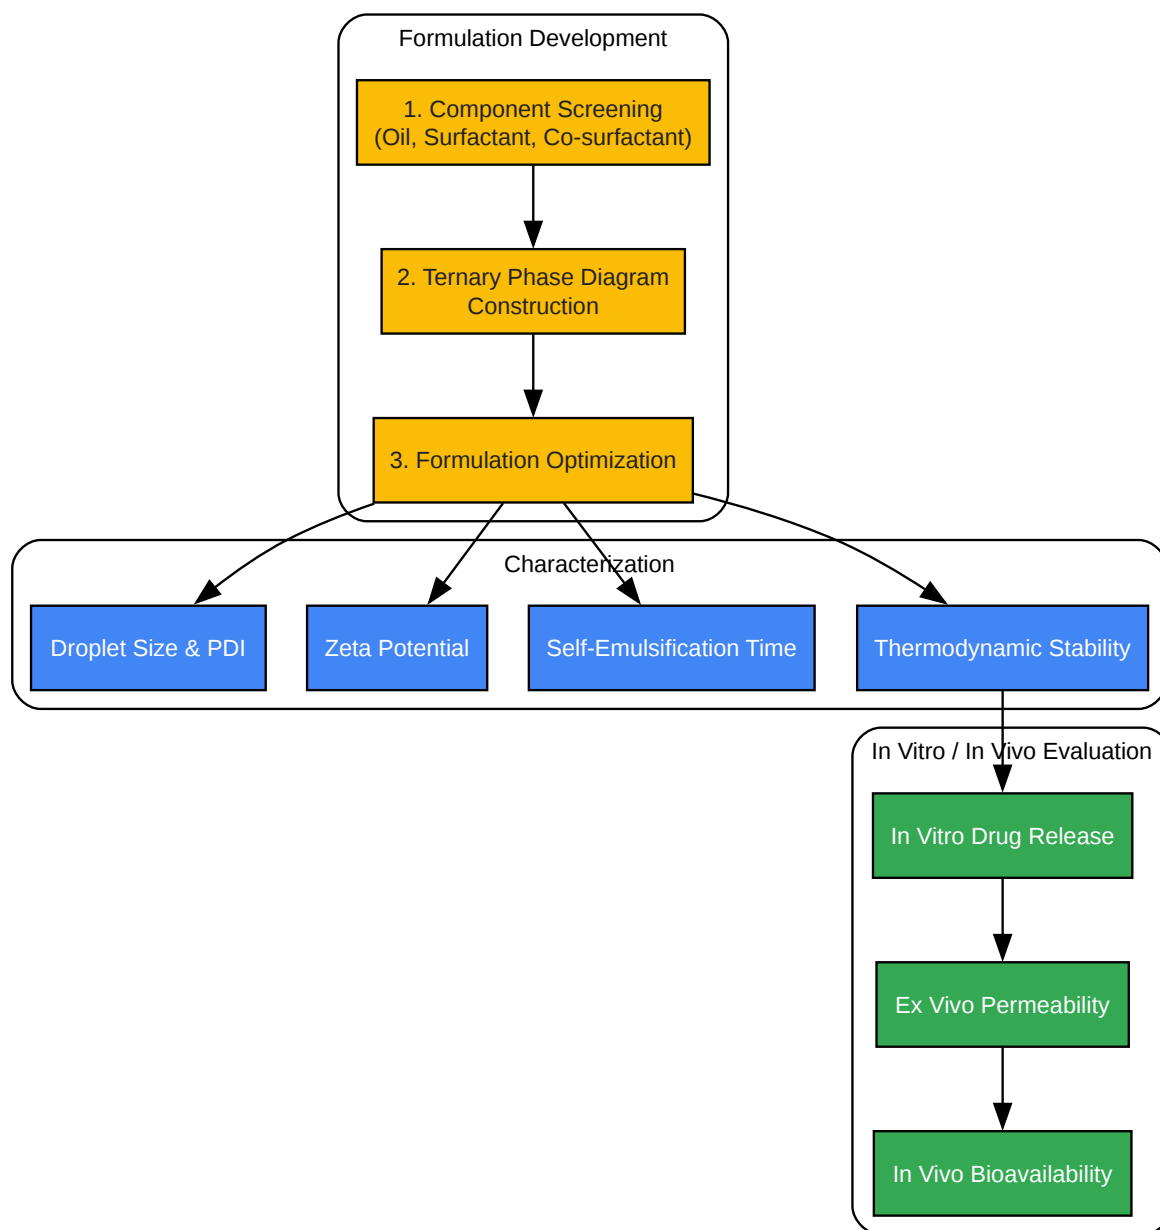 Formulation Development
1. Component Screening
(Oil, Surfactant, Co-surfactant)
2. Ternary Phase Diagram
Construction
3. Formulation Optimization
Characterization
Droplet Size & PDI
Zeta Potential
Self-Emulsification Time
Thermodynamic Stability
In Vitro / In Vivo Evaluation
In Vitro Drug Release
Ex Vivo Permeability
In Vivo Bioavailability